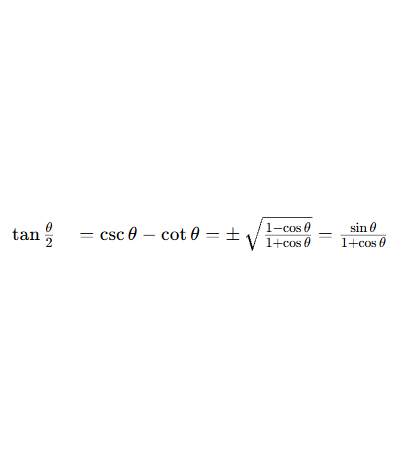 tan θ/2 = csc θ − cot θ = ± √((1−cos θ)/(1+cos θ)) = (sin θ)/(1+cos θ)